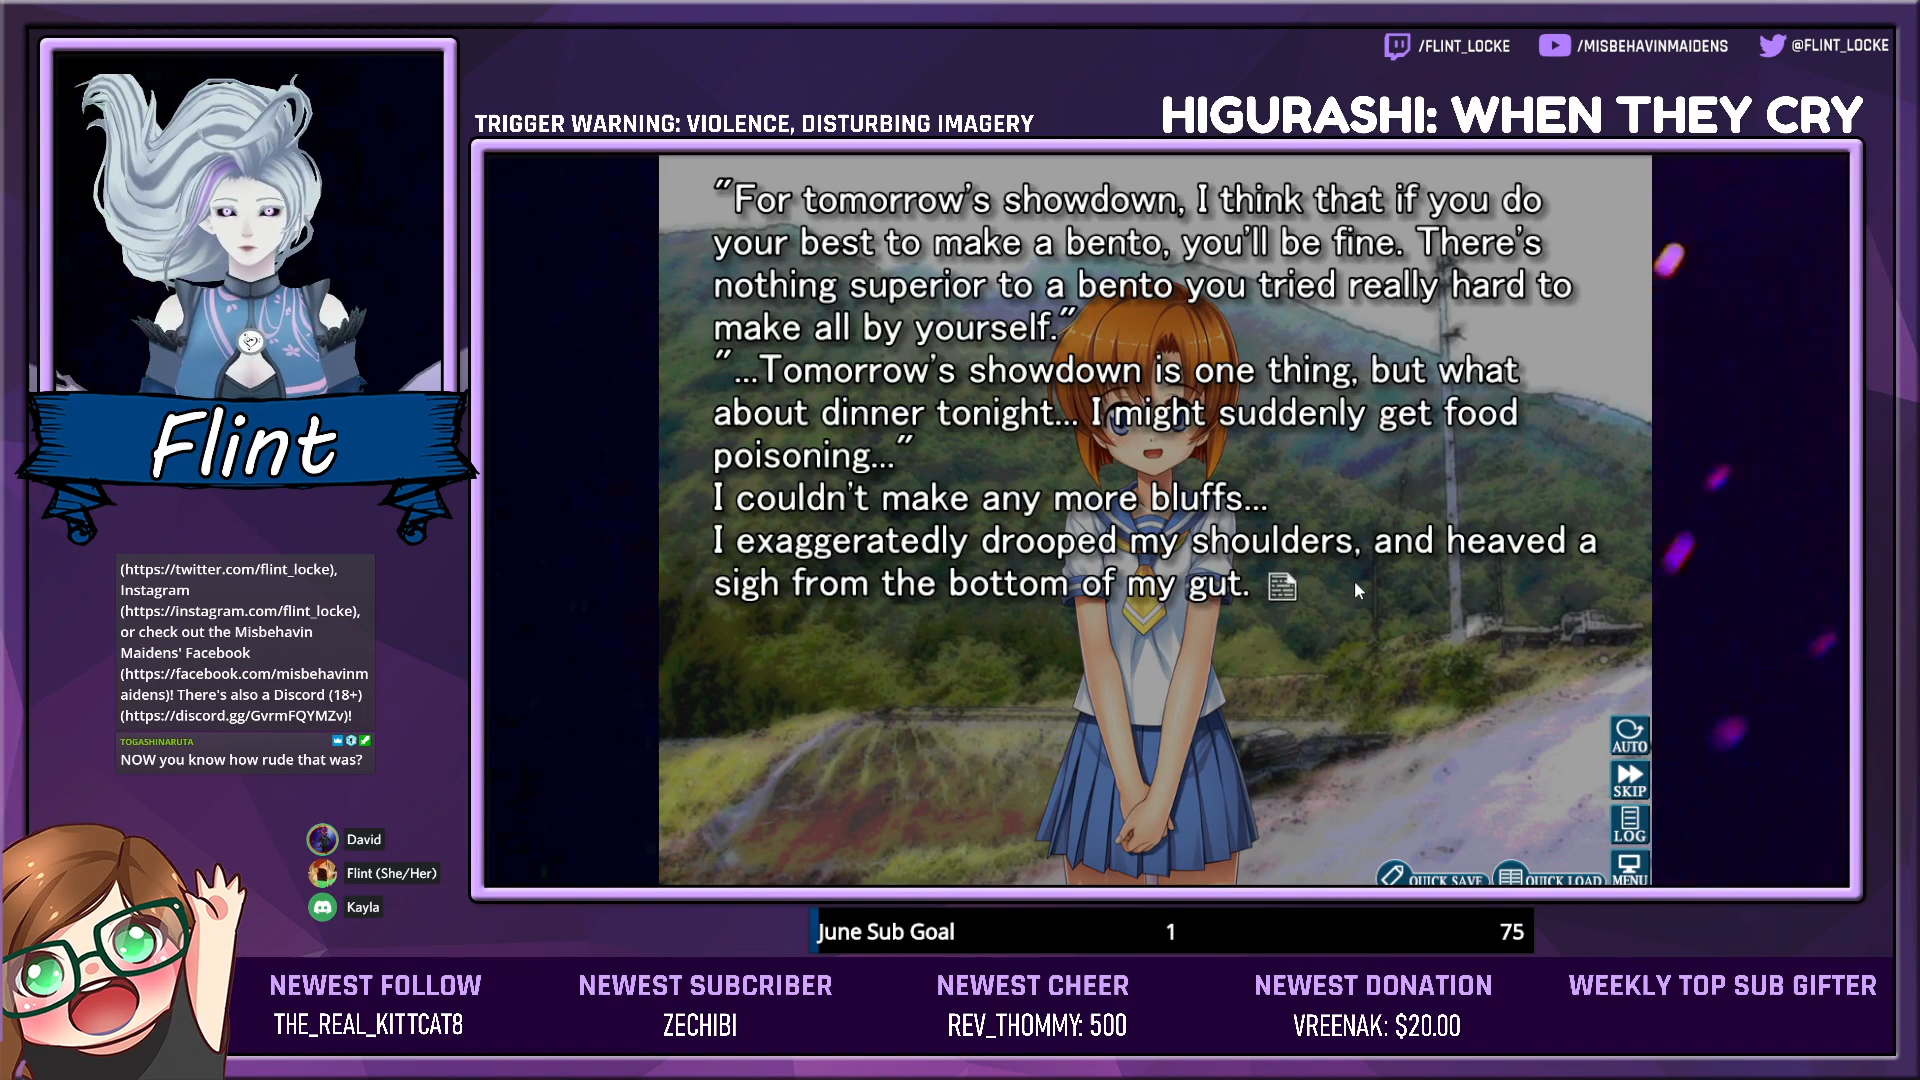 /FLINT_LOCKE
/MISBEHAVINMAIDENS
@FLINT_LOCKE
TRIGGER WARNING: VIOLENCE, DISTURBING IMAGERY
HIGURASHI: WHEN THEY CRY
"For tomorrow's showdown, I think that if you do
your best to make a bento, you'll be fine. There's
nothing superior to a bento you tried really hard to
make all by yourself."
"...Tomorrow's showdown is one thing, but what
about dinner tonight... I might suddenly get food
poisoning..."
I couldn't make any more bluffs...
I exaggeratedly drooped my shoulders, and heaved a
sigh from the bottom of my gut.
AUTO
SKIP
LOG
MENU
QUICK SAVE
QUICK LOAD
Flint
(https://twitter.com/flint_locke),
Instagram
(https://instagram.com/flint_locke),
or check out the Misbehavin
Maidens' Facebook
(https://facebook.com/misbehavinm
aidens)! There's also a Discord (18+)
(https://discord.gg/GvrmFQYMZv)!
TOGASHINARUTA
NOW you know how rude that was?
David
Flint (She/Her)
Kayla
June Sub Goal 1 75
NEWEST FOLLOW
THE_REAL_KITTCAT8
NEWEST SUBCRIBER
ZECHIBI
NEWEST CHEER
REV_THOMMY: 500
NEWEST DONATION
VREENAK: $20.00
WEEKLY TOP SUB GIFTER